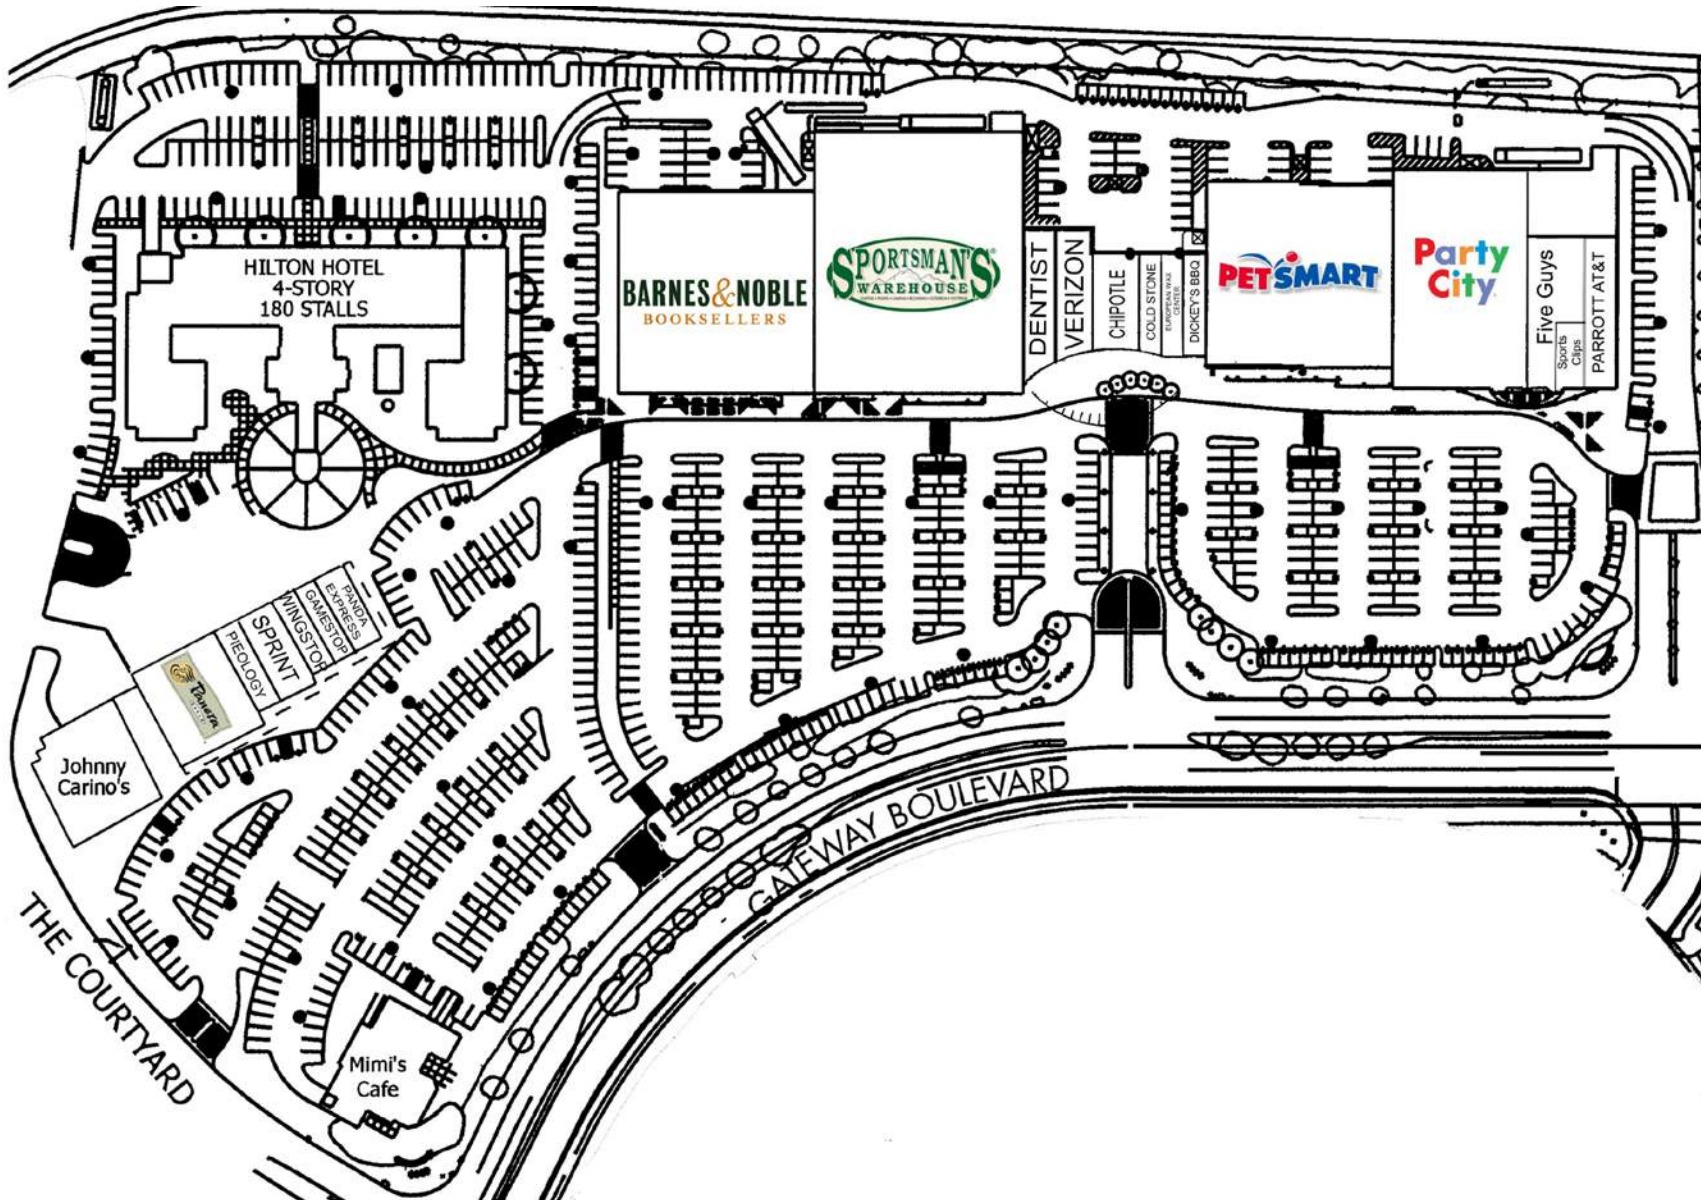 HILTON HOTEL
4-STORY
180 STALLS
BARNES & NOBLE
BOOKSELLERS
SPORTSMAN'S
WAREHOUSE
DENTIST
VERIZON
CHIPOTLE
COLD STONE
EUROPEAN WAX
CENTER
DICKEY'S BBQ
PETSMART
Party
City
Five Guys
Sports
Clips
PARROTT AT&T
PANDA
EXPRESS
GAMESTOP
WINGSTOP
SPRINT
PIEOLOGY
Panera
Johnny
Carino's
Mimi's
Cafe
THE COURTYARD
GATEWAY BOULEVARD